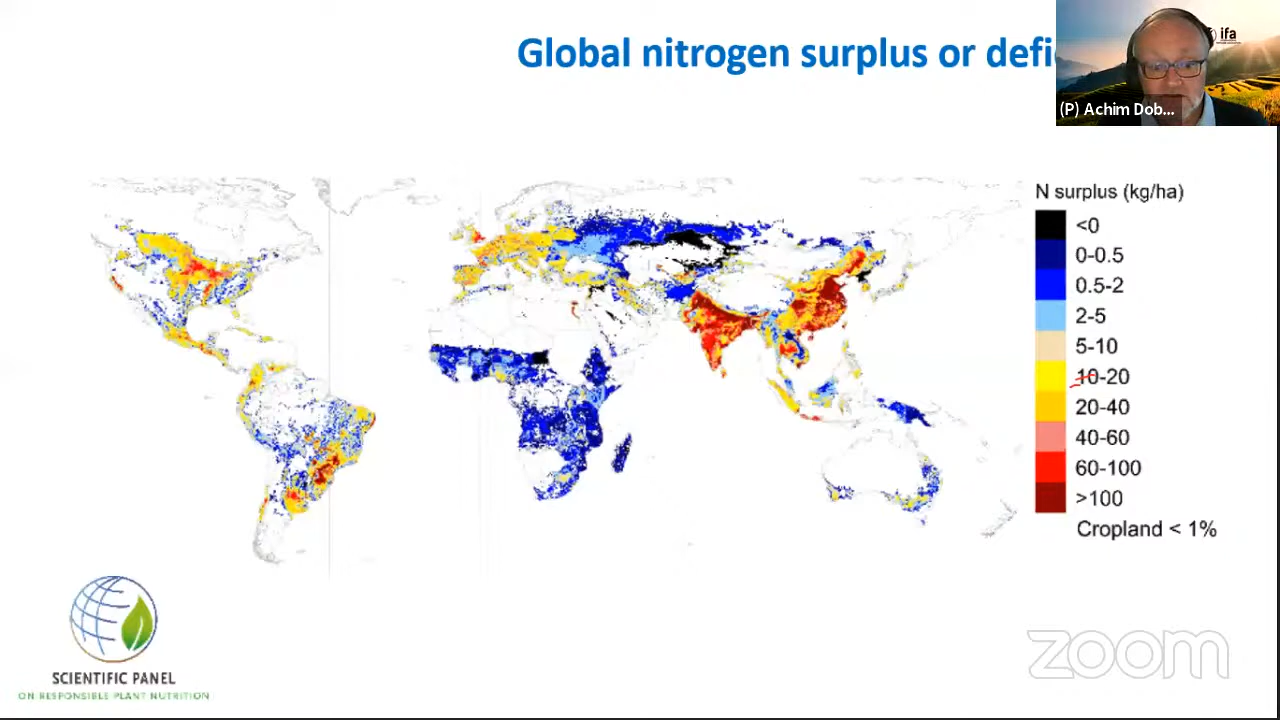 Global nitrogen surplus or defi
ifa
(P) Achim Dob...
N surplus (kg/ha)
<0
0-0.5
0.5-2
2-5
5-10
10-20
20-40
40-60
60-100
>100
Cropland < 1%
SCIENTIFIC PANEL
ON RESPONSIBLE PLANT NUTRITION
zoom